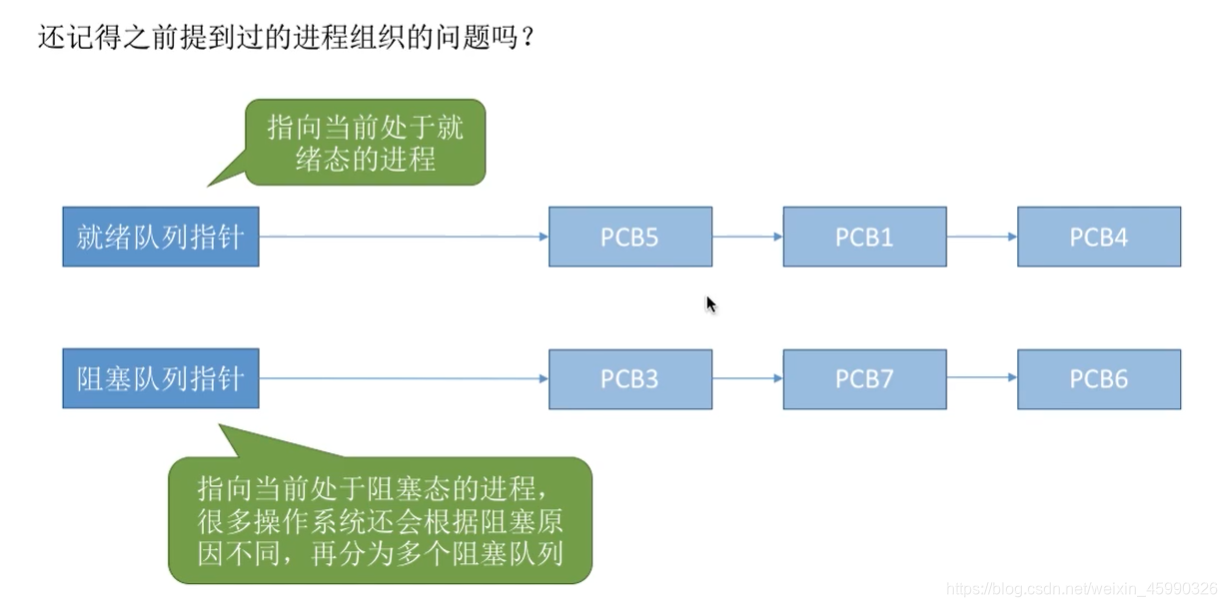 还记得之前提到过的进程组织的问题吗？
指向当前处于就
绪态的进程
就绪队列指针
PCB5
PCB1
PCB4
阻塞队列指针
PCB3
PCB7
PCB6
指向当前处于阻塞态的进程，
很多操作系统还会根据阻塞原
因不同，再分为多个阻塞队列
https://blog.csdn.net/weixin_45990326